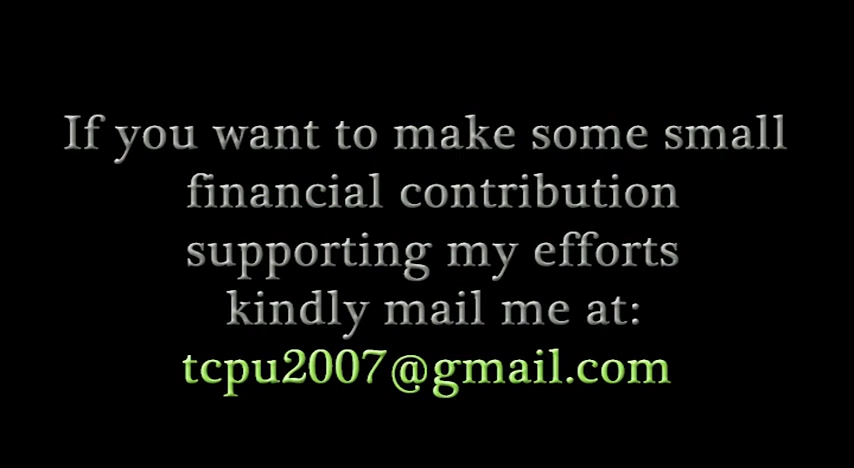 If you want to make some small
financial contribution
supporting my efforts
kindly mail me at:
tcpu2007@gmail.com